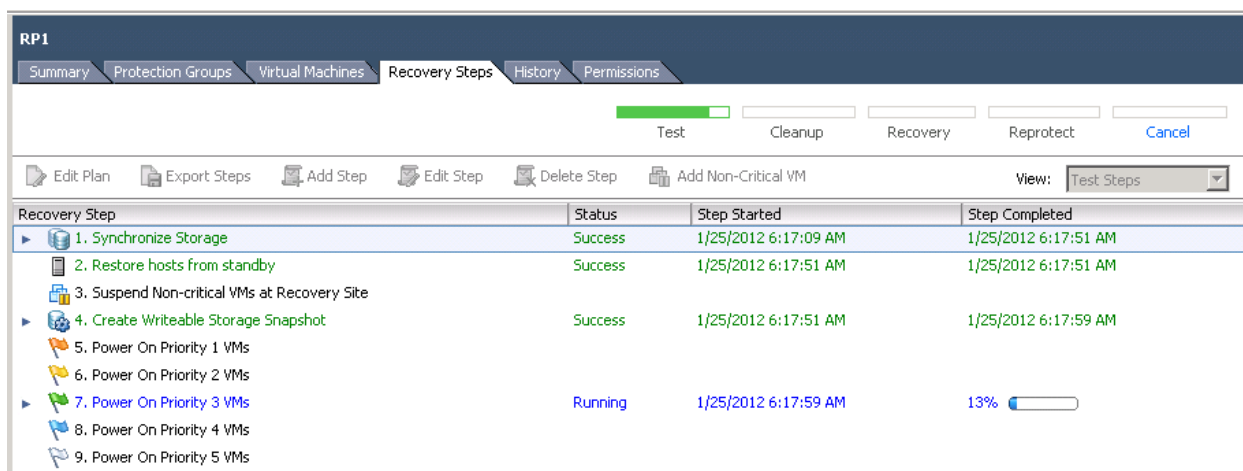 RP1
Summary Protection Groups Virtual Machines Recovery Steps History Permissions
Test Cleanup Recovery Reprotect Cancel
Edit Plan Export Steps Add Step Edit Step Delete Step Add Non-Critical VM View: Test Steps
Recovery Step Status Step Started Step Completed
1. Synchronize Storage Success 1/25/2012 6:17:09 AM 1/25/2012 6:17:51 AM
2. Restore hosts from standby Success 1/25/2012 6:17:51 AM 1/25/2012 6:17:51 AM
3. Suspend Non-critical VMs at Recovery Site
4. Create Writeable Storage Snapshot Success 1/25/2012 6:17:51 AM 1/25/2012 6:17:59 AM
5. Power On Priority 1 VMs
6. Power On Priority 2 VMs
7. Power On Priority 3 VMs Running 1/25/2012 6:17:59 AM 13%
8. Power On Priority 4 VMs
9. Power On Priority 5 VMs